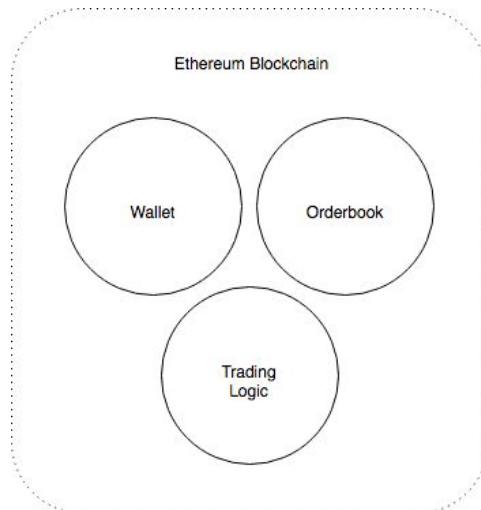 Ethereum Blockchain
Wallet
Orderbook
Trading
Logic